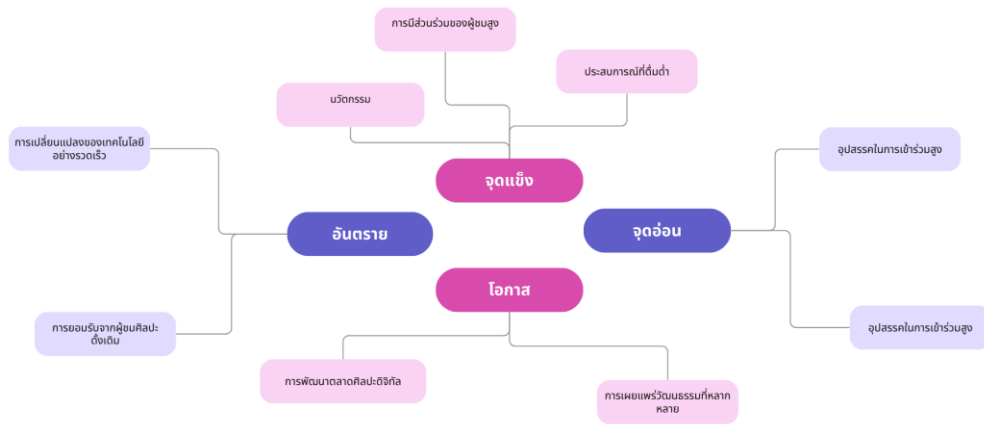 การมีส่วนร่วมของผู้ชมสูง
ประสบการณ์ที่ดื่มด่ำ
นวัตกรรม
การเปลี่ยนแปลงของเทคโนโลยี
อย่างรวดเร็ว
อุปสรรคในการเข้าร่วมสูง
จุดแข็ง
อันตราย
จุดอ่อน
โอกาส
การยอมรับจากผู้ชมศิลปะ
ดั้งเดิม
อุปสรรคในการเข้าร่วมสูง
การพัฒนาตลาดศิลปะดิจิทัล
การเผยแพร่วัฒนธรรมที่หลาก
หลาย